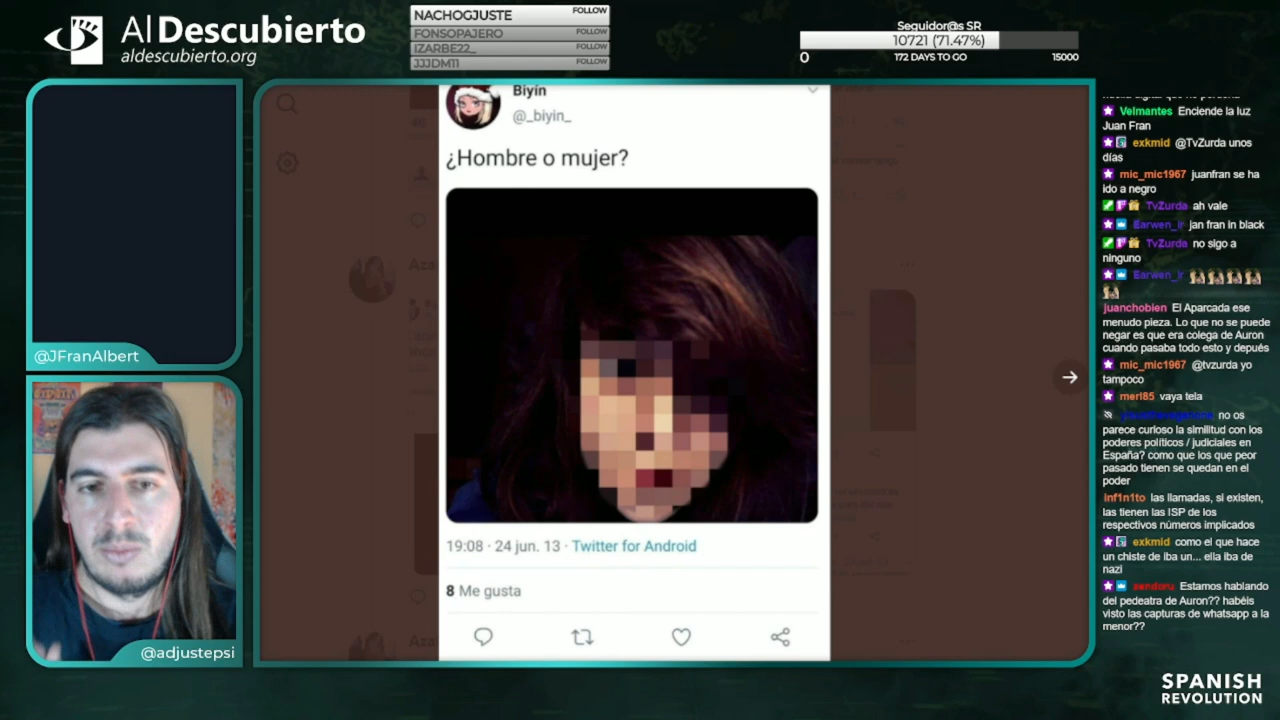 Al Descubierto
aldescubierto.org
NACHOGJUSTE FOLLOW
FONSOPAJERO FOLLOW
IZARBE22_ FOLLOW
JJJDM11 FOLLOW
Seguidor@s SR
10721 (71.47%)
0 172 DAYS TO GO 15000
@JFranAlbert
@adjustepsi
Biyín
@_biyin_
¿Hombre o mujer?
19:08 · 24 jun. 13 · Twitter for Android
8 Me gusta
Velmantes Enciende la luz
Juan Fran
exkmid @TvZurda unos
días
mic_mic1967 juanfran se ha
ido a negro
TvZurda ah vale
Earwen_ir jan fran in black
TvZurda no sigo a
ninguno
Earwen_ir
juanchobien El Aparcada ese
menudo pieza. Lo que no se puede
negar es que era colega de Auron
cuando pasaba todo esto y depués
mic_mic1967 @tvzurda yo
tampoco
merl85 vaya tela
no os
parece curioso la similitud con los
poderes políticos / judiciales en
España? como que los que peor
pasado tienen se quedan en el
poder
inf1n1to las llamadas, si existen,
las tienen las ISP de los
respectivos números implicados
exkmid como el que hace
un chiste de iba un... ella iba de
nazi
sendoru Estamos hablando
del pedeatra de Auron?? habéis
visto las capturas de whatsapp a la
menor??
SPANISH
REVOLUTION